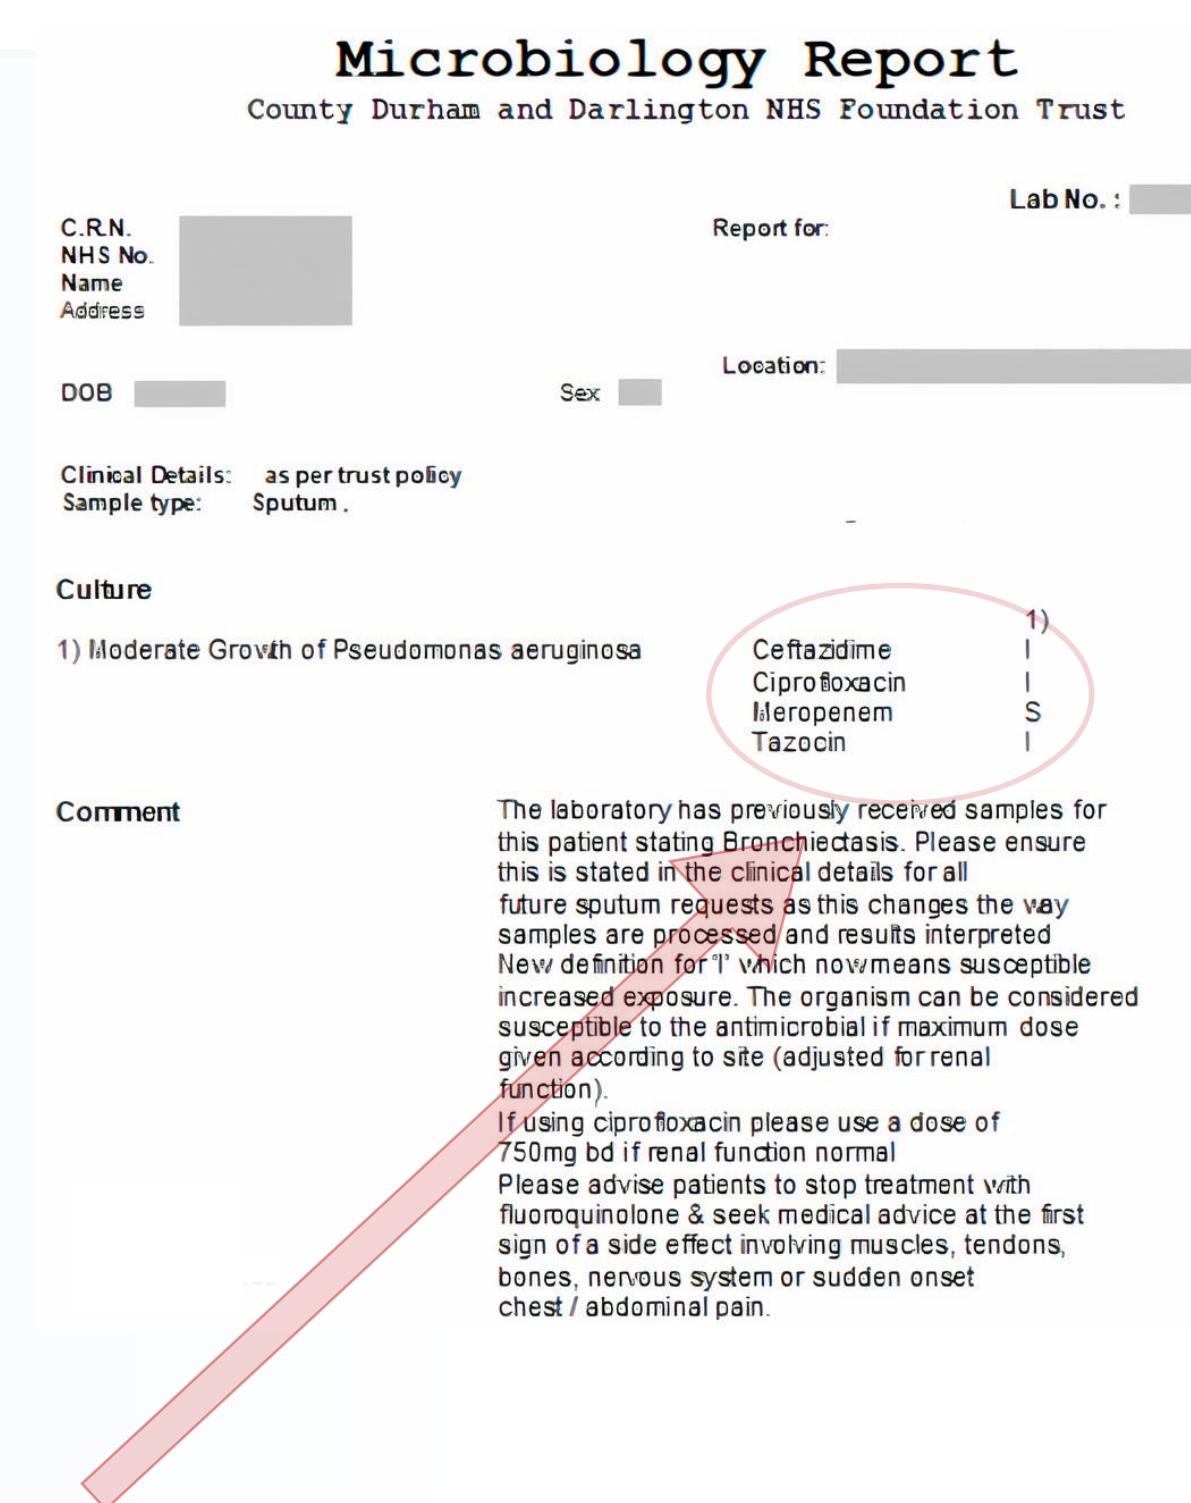 Microbiology Report
County Durham and Darlington NHS Foundation Trust
Lab No. :
C.R.N.
Report for:
NHS No.
Name
Address
Location:
DOB
Sex
Clinical Details: as per trust policy
Sample type: Sputum .
Culture
1)
1) Moderate Growth of Pseudomonas aeruginosa
Ceftazidime I
Ciprofloxacin I
Meropenem S
Tazocin I
Comment
The laboratory has previously received samples for
this patient stating Bronchiectasis. Please ensure
this is stated in the clinical details for all
future sputum requests as this changes the way
samples are processed and results interpreted
New definition for 'I' which now means susceptible
increased exposure. The organism can be considered
susceptible to the antimicrobial if maximum dose
given according to site (adjusted for renal
function).
If using ciprofloxacin please use a dose of
750mg bd if renal function normal
Please advise patients to stop treatment with
fluoroquinolone & seek medical advice at the first
sign of a side effect involving muscles, tendons,
bones, nervous system or sudden onset
chest / abdominal pain.